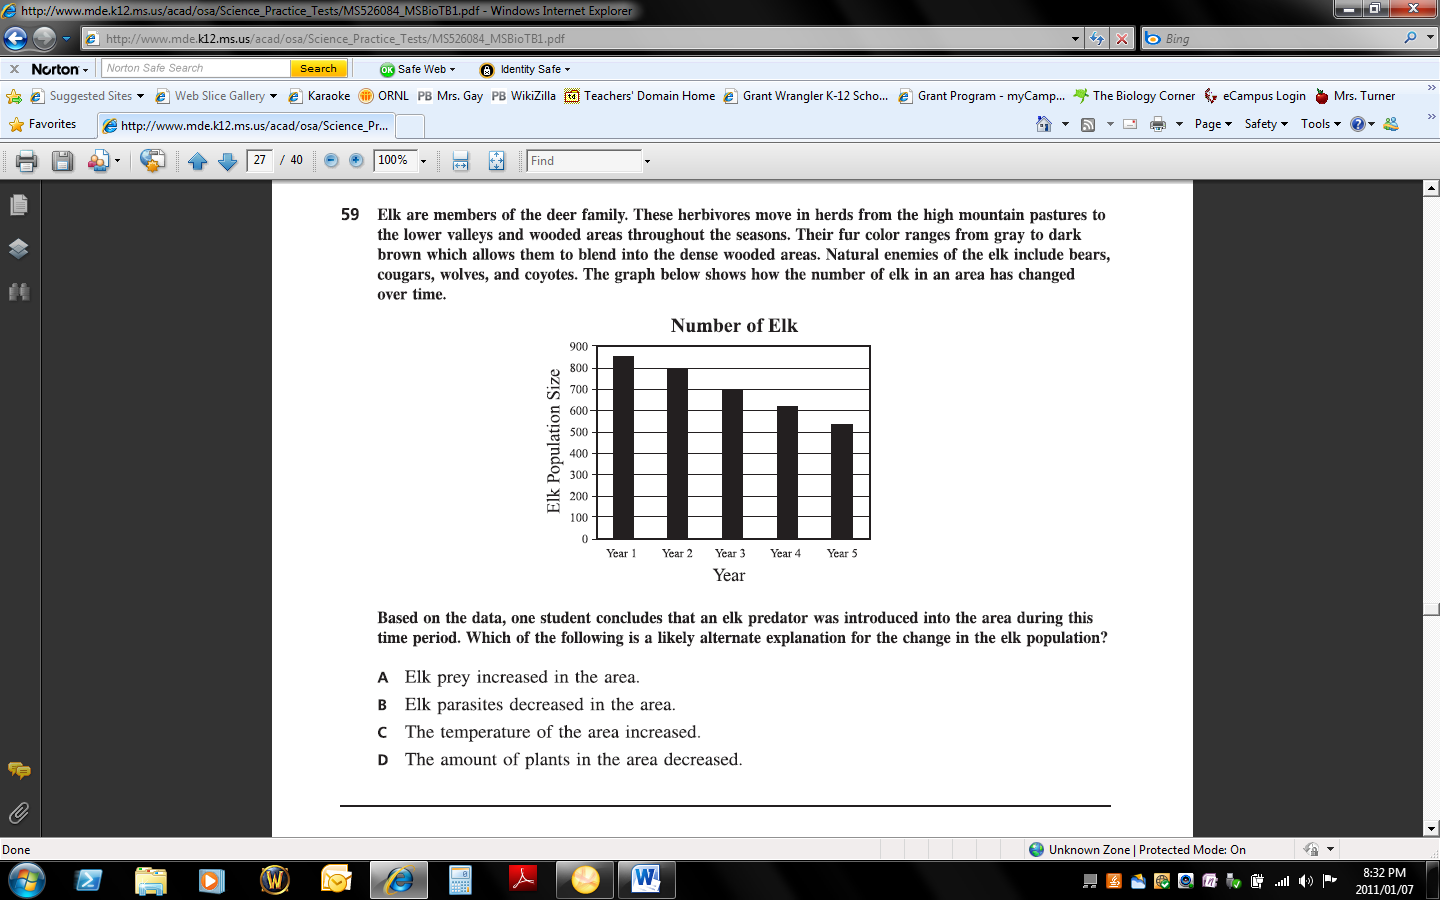 http://www.mde.k12.ms.us/acad/osa/Science_Practice_Tests/MS526084_MSBioTB1.pdf - Windows Internet Explorer
http://www.mde.k12.ms.us/acad/osa/Science_Practice_Tests/MS526084_MSBioTB1.pdf
Bing
X Norton Norton Safe Search Search OK Safe Web Identity Safe
Suggested Sites Web Slice Gallery Karaoke ORNL PB Mrs. Gay PB WikiZilla td Teachers' Domain Home Grant Wrangler K-12 Scho... Grant Program - myCamp... The Biology Corner eCampus Login Mrs. Turner
Favorites http://www.mde.k12.ms.us/acad/osa/Science_Pr... Page Safety Tools
27 / 40 100% Find
59 Elk are members of the deer family. These herbivores move in herds from the high mountain pastures to
the lower valleys and wooded areas throughout the seasons. Their fur color ranges from gray to dark
brown which allows them to blend into the dense wooded areas. Natural enemies of the elk include bears,
cougars, wolves, and coyotes. The graph below shows how the number of elk in an area has changed
over time.
Number of Elk
Elk Population Size
900
800
700
600
500
400
300
200
100
0
Year 1 Year 2 Year 3 Year 4 Year 5
Year
Based on the data, one student concludes that an elk predator was introduced into the area during this
time period. Which of the following is a likely alternate explanation for the change in the elk population?
A Elk prey increased in the area.
B Elk parasites decreased in the area.
C The temperature of the area increased.
D The amount of plants in the area decreased.
Done Unknown Zone | Protected Mode: On
8:32 PM
2011/01/07